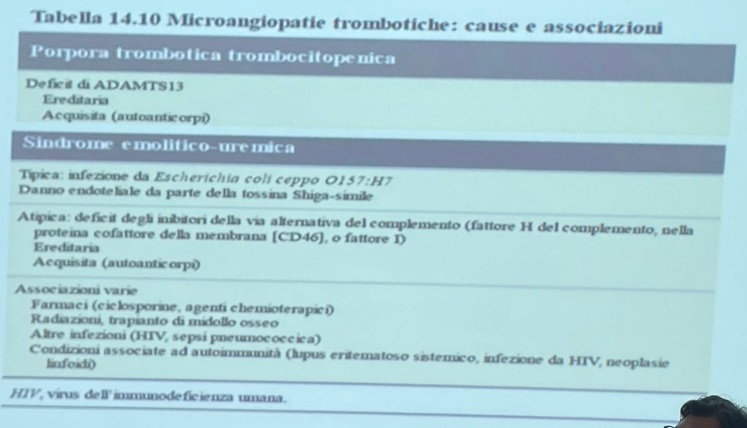 Tabella 14.10 Microangiopatie trombotiche: cause e associazioni
Porpora trombotica trombocitopenica
Deficit di ADAMTS13
Ereditaria
Acquisita (autoanticorpi)
Sindrome emolitico-uremica
Tipica: infezione da Escherichia coli ceppo O157:H7
Danno endoteliale da parte della tossina Shiga-simile
Atipica: deficit degli inibitori della via alternativa del complemento (fattore H del complemento, nella
proteina cofattore della membrana [CD46], o fattore I)
Ereditaria
Acquisita (autoanticorpi)
Associazioni varie
Farmaci (ciclosporine, agenti chemioterapici)
Radiazioni, trapianto di midollo osseo
Altre infezioni (HIV, sepsi pneumococcica)
Condizioni associate ad autoimmunità (lupus eritematoso sistemico, infezione da HIV, neoplasie
linfoidi)
HIV, virus dell'immunodeficienza umana.